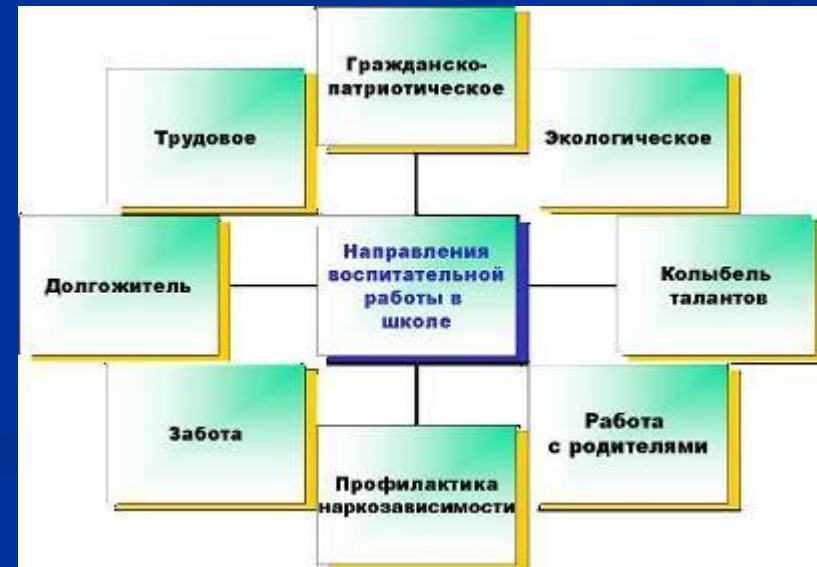 Гражданско-
патриотическое
Трудовое
Экологическое
Долгожитель
Направления
воспитательной
работы в
школе
Колыбель
талантов
Забота
Работа
с родителями
Профилактика
наркозависимости